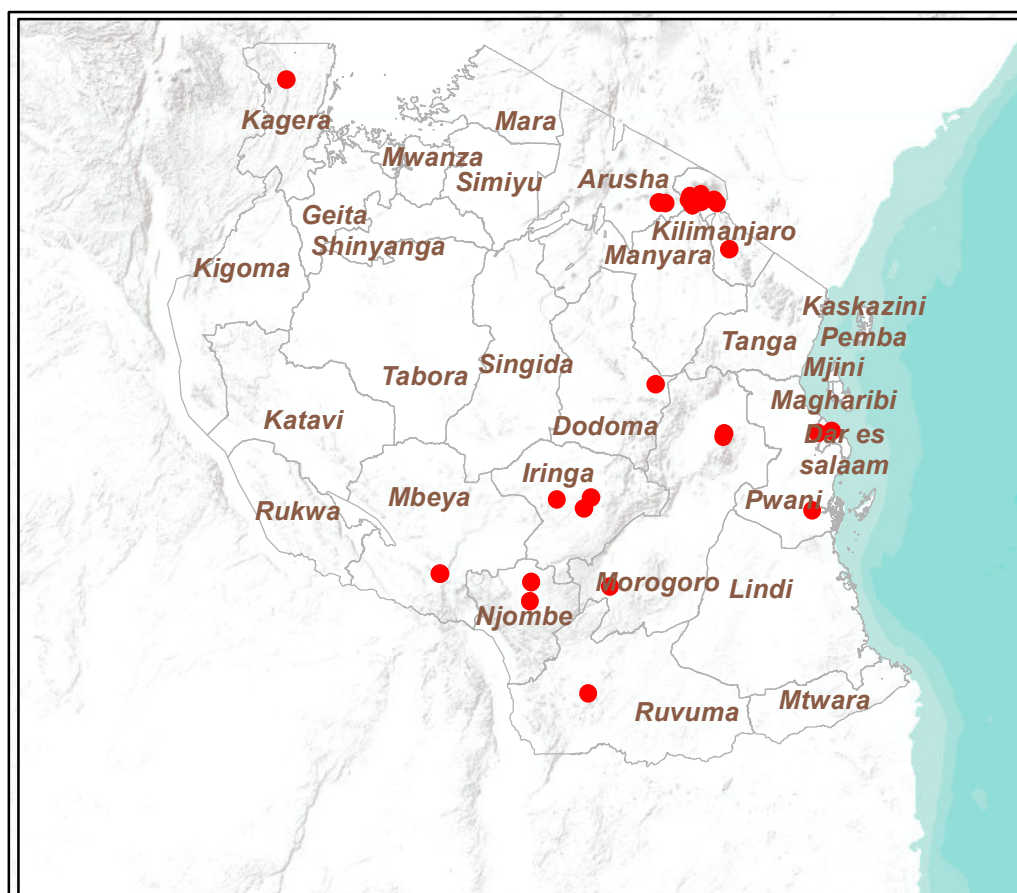 Kagera
Mara
Mwanza
Simiyu
Arusha
Geita
Shinyanga
Kilimanjaro
Manyara
Kigoma
Kaskazini
Pemba
Tanga
Mjini
Singida
Tabora
Magharibi
Katavi
Dodoma
Dar es
salaam
Iringa
Mbeya
Pwani
Rukwa
Morogoro
Lindi
Njombe
Mtwara
Ruvuma